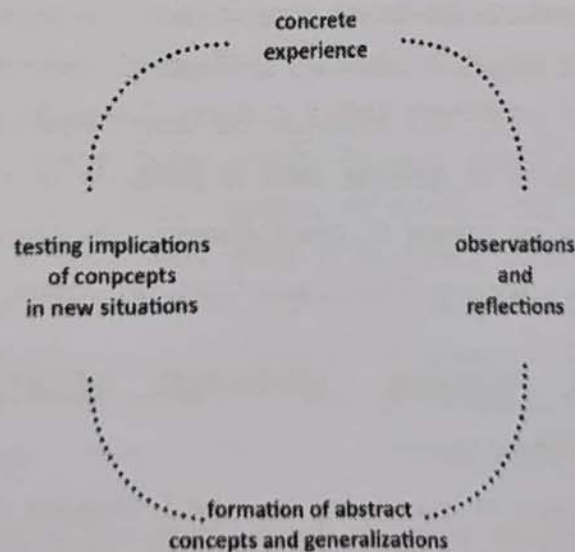 concrete
experience
testing implications
of conpcepts
in new situations
observations
and
reflections
formation of abstract
concepts and generalizations